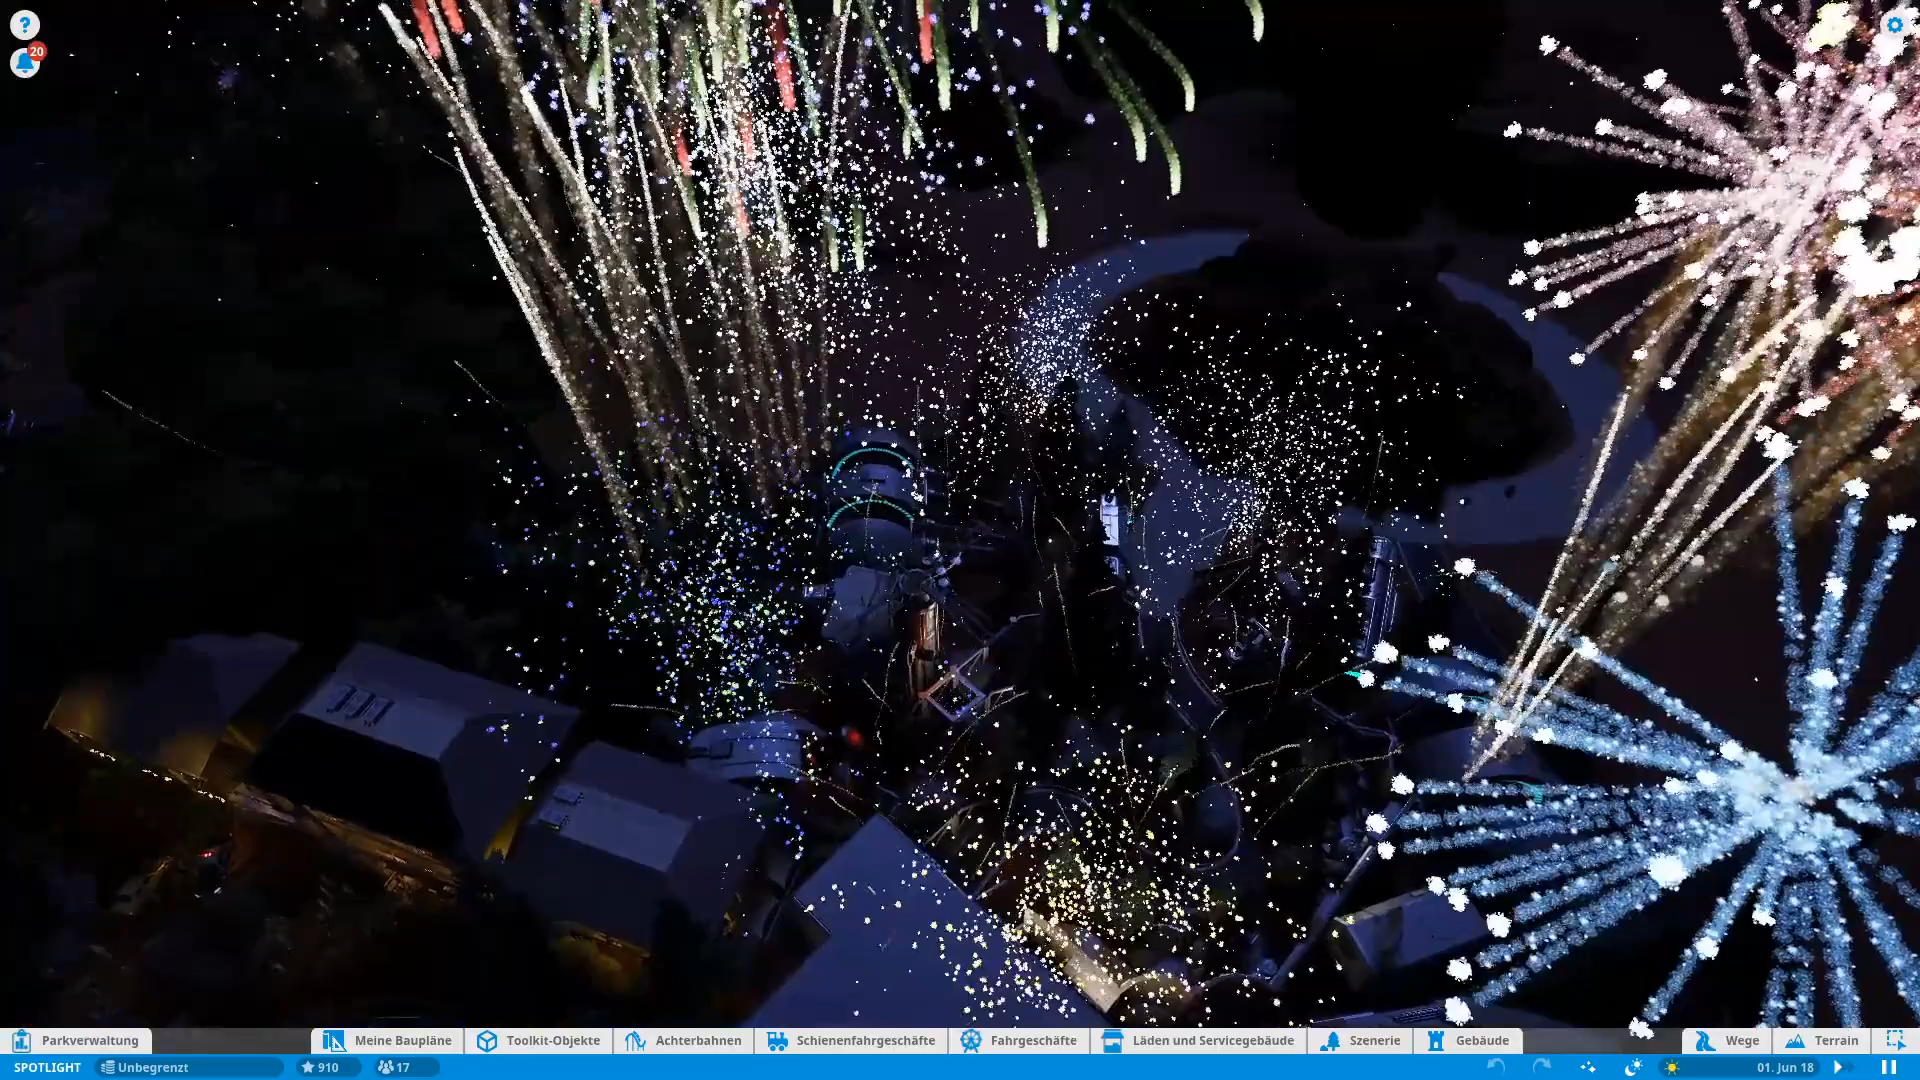 ?
20
Parkverwaltung
Meine Baupläne
Toolkit-Objekte
Achterbahnen
Schienenfahrgeschäfte
Fahrgeschäfte
Läden und Servicegebäude
Szenerie
Gebäude
Wege
Terrain
SPOTLIGHT
Unbegrenzt
910
17
01. Jun 18